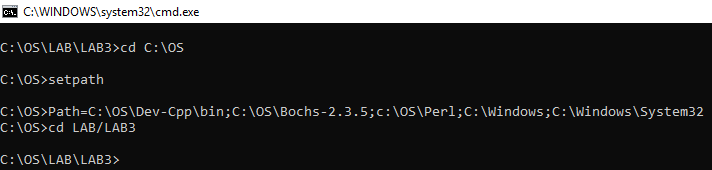 C:\WINDOWS\system32\cmd.exe
C:\OS\LAB\LAB3>cd C:\OS
C:\OS>setpath
C:\OS>Path=C:\OS\Dev-Cpp\bin;C:\OS\Bochs-2.3.5;c:\OS\Perl;C:\Windows;C:\Windows\System32
C:\OS>cd LAB/LAB3
C:\OS\LAB\LAB3>